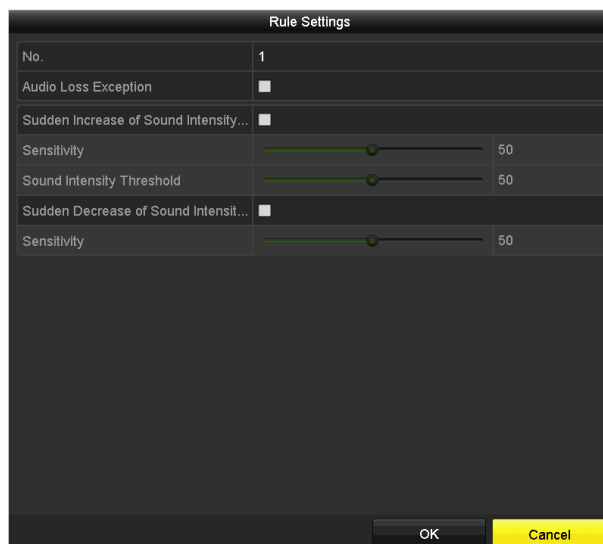 Rule Settings
No. 1
Audio Loss Exception
Sudden Increase of Sound Intensity...
Sensitivity 50
Sound Intensity Threshold 50
Sudden Decrease of Sound Intensit...
Sensitivity 50
OK Cancel